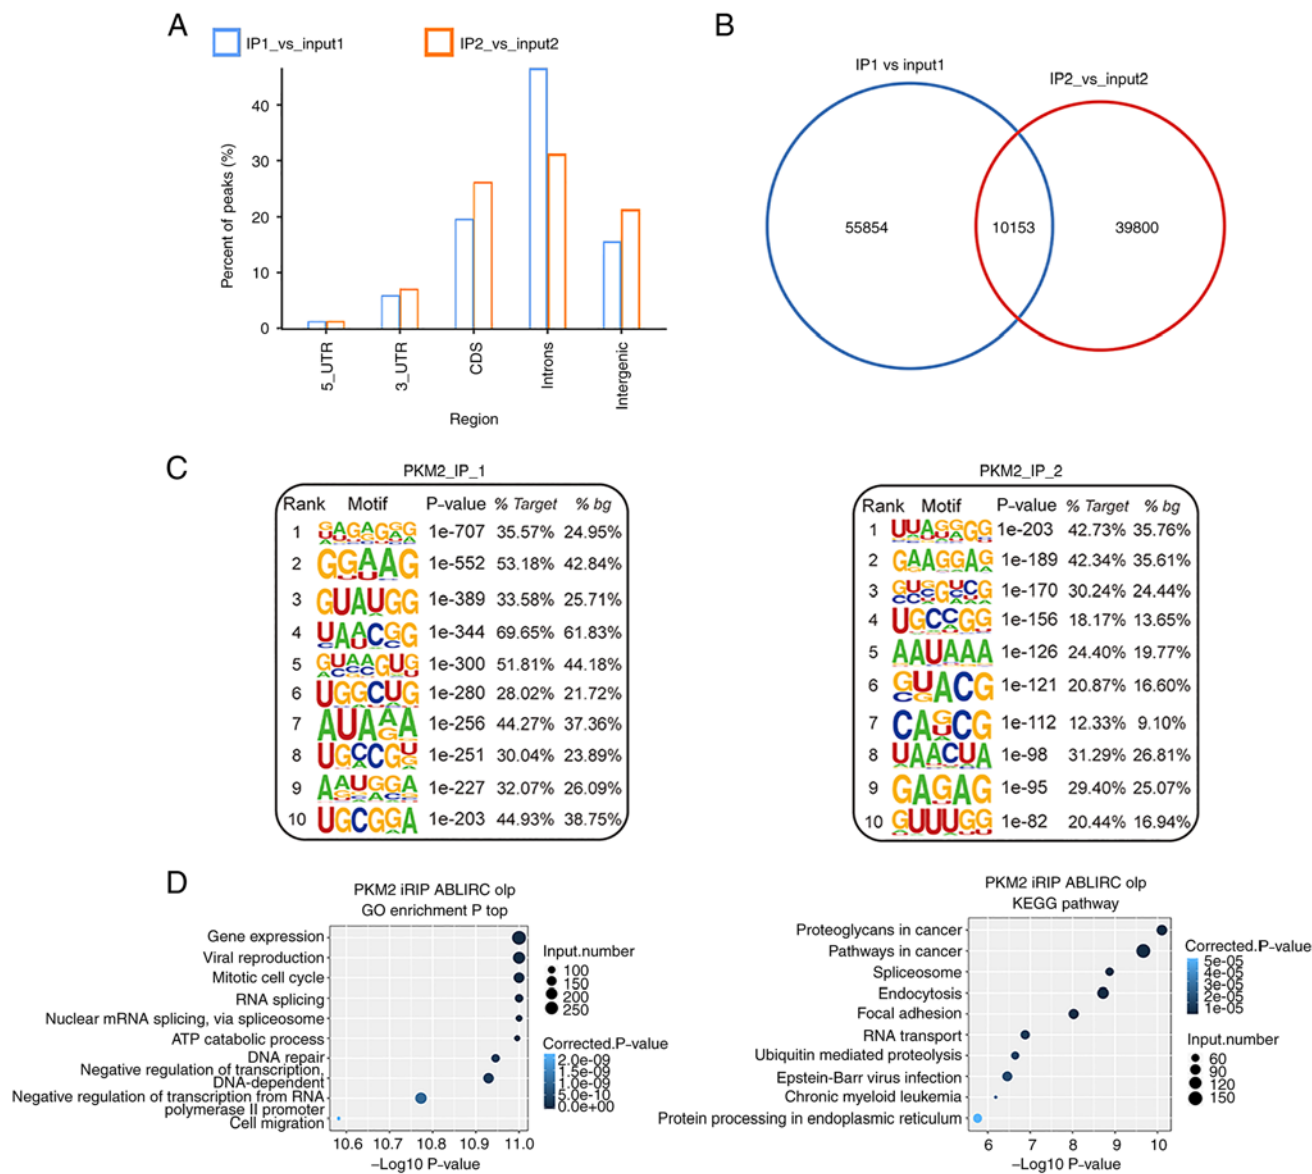 A
IP1_vs_input1
IP2_vs_input2
Percent of peaks (%)
40
30
20
10
0
5_UTR
3_UTR
CDS
Introns
Intergenic
Region
B
IP1 vs input1
IP2_vs_input2
55854
10153
39800
C
PKM2_IP_1
Rank Motif P-value % Target % bg
1 GAGAGGG 1e-707 35.57% 24.95%
2 GGAAG 1e-552 53.18% 42.84%
3 GUAUGG 1e-389 33.58% 25.71%
4 UAACGG 1e-344 69.65% 61.83%
5 GUAAGUG 1e-300 51.81% 44.18%
6 UGGCUG 1e-280 28.02% 21.72%
7 AUAAA 1e-256 44.27% 37.36%
8 UGCCGU 1e-251 30.04% 23.89%
9 AAUGGA 1e-227 32.07% 26.09%
10 UGCGGA 1e-203 44.93% 38.75%
PKM2_IP_2
Rank Motif P-value % Target % bg
1 UUAGGGG 1e-203 42.73% 35.76%
2 GAAGGAG 1e-189 42.34% 35.61%
3 GUGGUCG 1e-170 30.24% 24.44%
4 UGCCGG 1e-156 18.17% 13.65%
5 AAUAAA 1e-126 24.40% 19.77%
6 GUACG 1e-121 20.87% 16.60%
7 CAGCG 1e-112 12.33% 9.10%
8 UAACUA 1e-98 31.29% 26.81%
9 GAGAG 1e-95 29.40% 25.07%
10 GUUUGG 1e-82 20.44% 16.94%
D
PKM2 iRIP ABLIRC olp
GO enrichment P top
Gene expression
Viral reproduction
Mitotic cell cycle
RNA splicing
Nuclear mRNA splicing, via spliceosome
ATP catabolic process
DNA repair
Negative regulation of transcription,
DNA-dependent
Negative regulation of transcription from RNA
polymerase II promoter
Cell migration
10.6 10.7 10.8 10.9 11.0
−Log10 P-value
Input.number
100
150
200
250
Corrected.P-value
2.0e-09
1.5e-09
1.0e-09
5.0e-10
0.0e+00
PKM2 iRIP ABLIRC olp
KEGG pathway
Proteoglycans in cancer
Pathways in cancer
Spliceosome
Endocytosis
Focal adhesion
RNA transport
Ubiquitin mediated proteolysis
Epstein-Barr virus infection
Chronic myeloid leukemia
Protein processing in endoplasmic reticulum
6 7 8 9 10
−Log10 P-value
Corrected.P-value
5e-05
4e-05
3e-05
2e-05
1e-05
Input.number
60
90
120
150